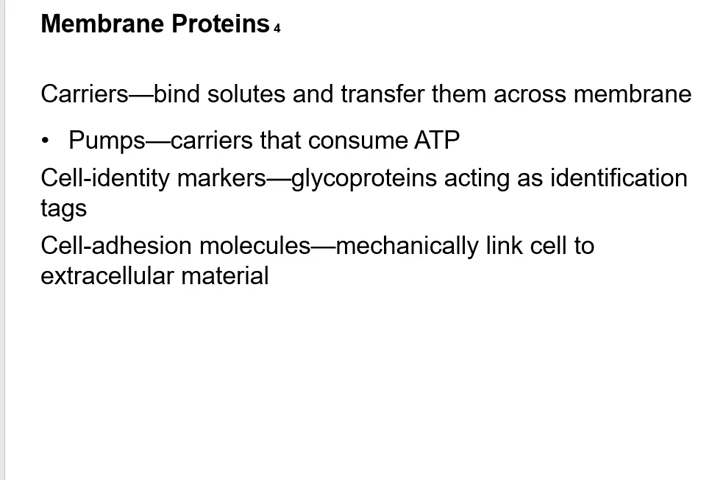 Membrane Proteins 4
Carriers—bind solutes and transfer them across membrane
• Pumps—carriers that consume ATP
Cell-identity markers—glycoproteins acting as identification
tags
Cell-adhesion molecules—mechanically link cell to
extracellular material